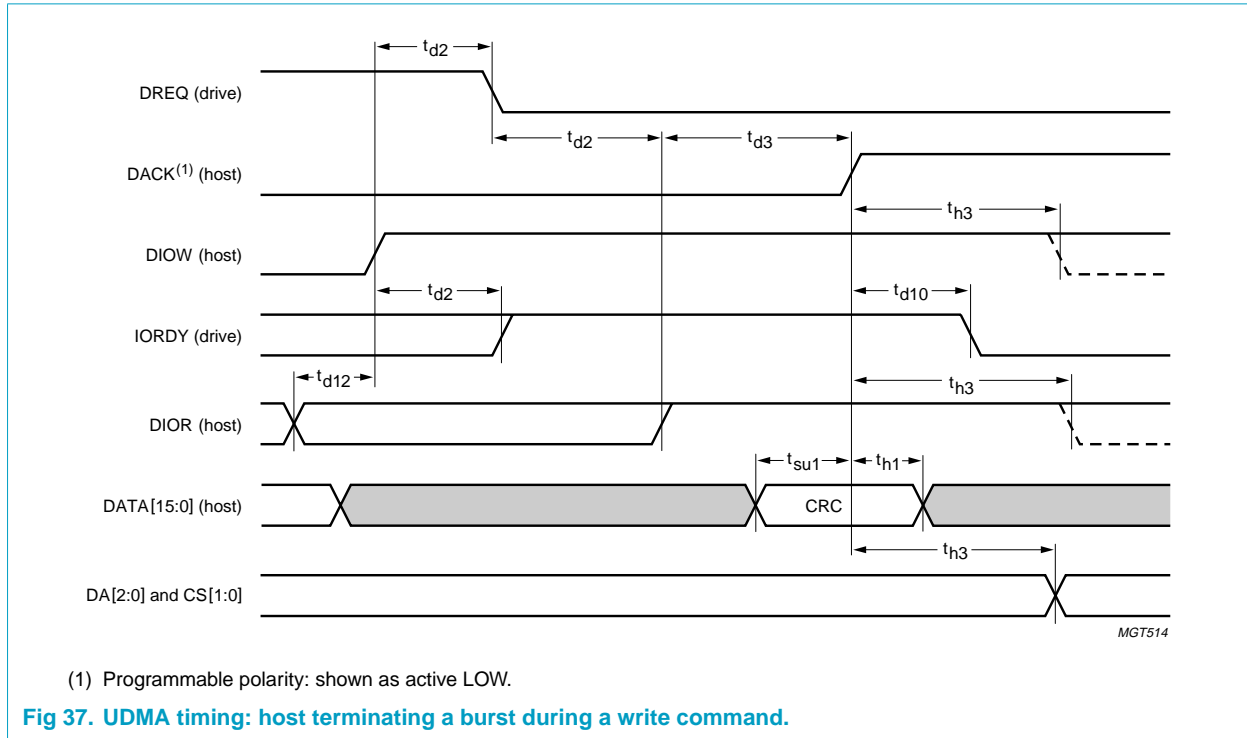 td2
DREQ (drive)
td2
td3
DACK(1) (host)
th3
DIOW (host)
td2
td10
IORDY (drive)
td12
th3
DIOR (host)
tsu1
th1
DATA[15:0] (host)
CRC
th3
DA[2:0] and CS[1:0]
MGT514
(1) Programmable polarity: shown as active LOW.
Fig 37. UDMA timing: host terminating a burst during a write command.